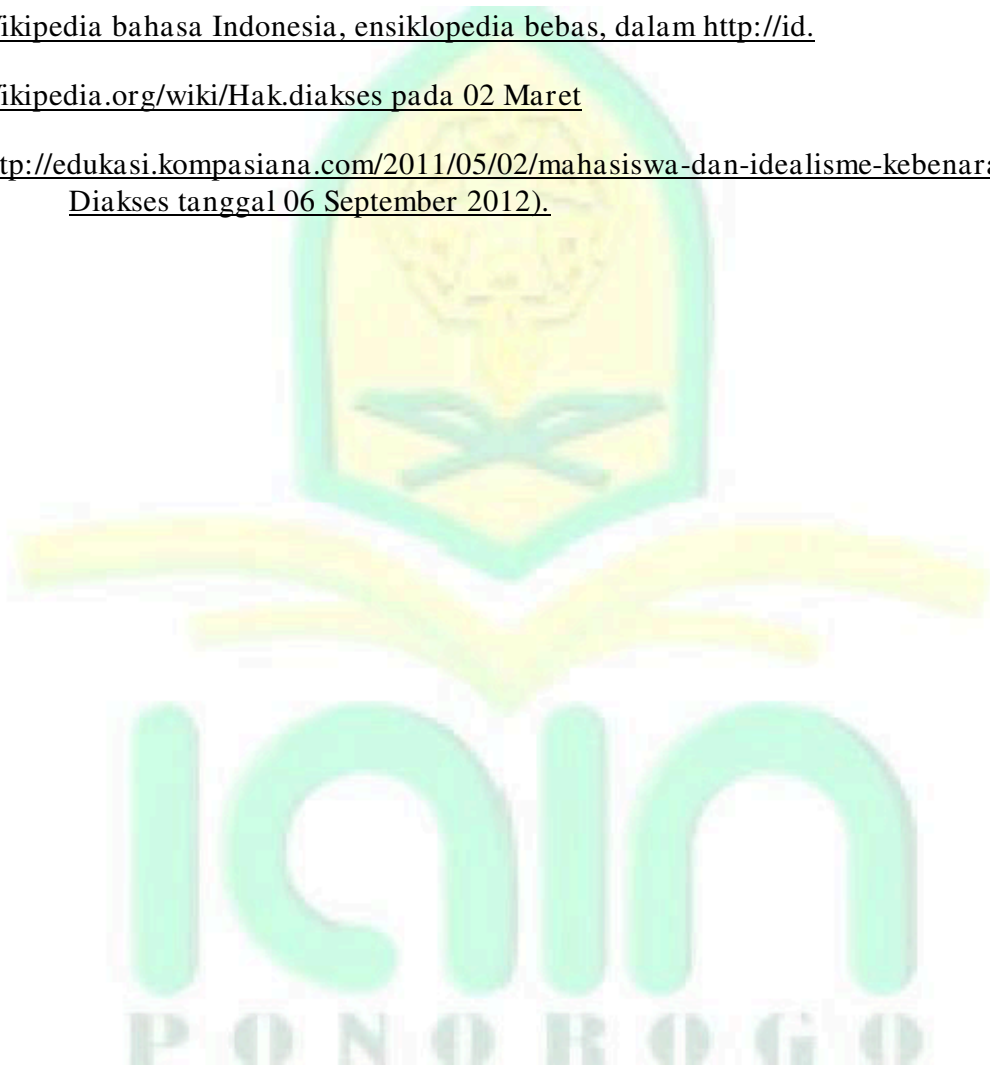 ikipedia bahasa Indonesia, ensiklopedia bebas, dalam http://id.
ikipedia.org/wiki/Hak.diakses pada 02 Maret
tp://edukasi.kompasiana.com/2011/05/02/mahasiswa-dan-idealisme-kebenara
Diakses tanggal 06 September 2012).
iain
PONOROGO